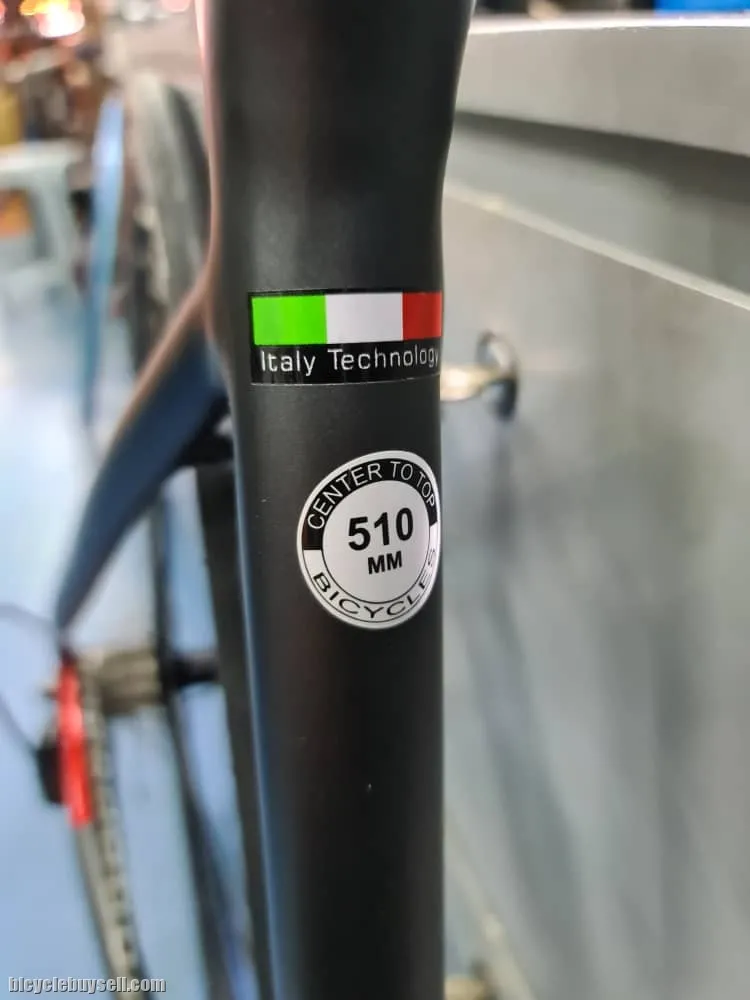 Italy Technology
CENTER TO TOP
510
MM
BICYCLES
bicyclebuysell.com